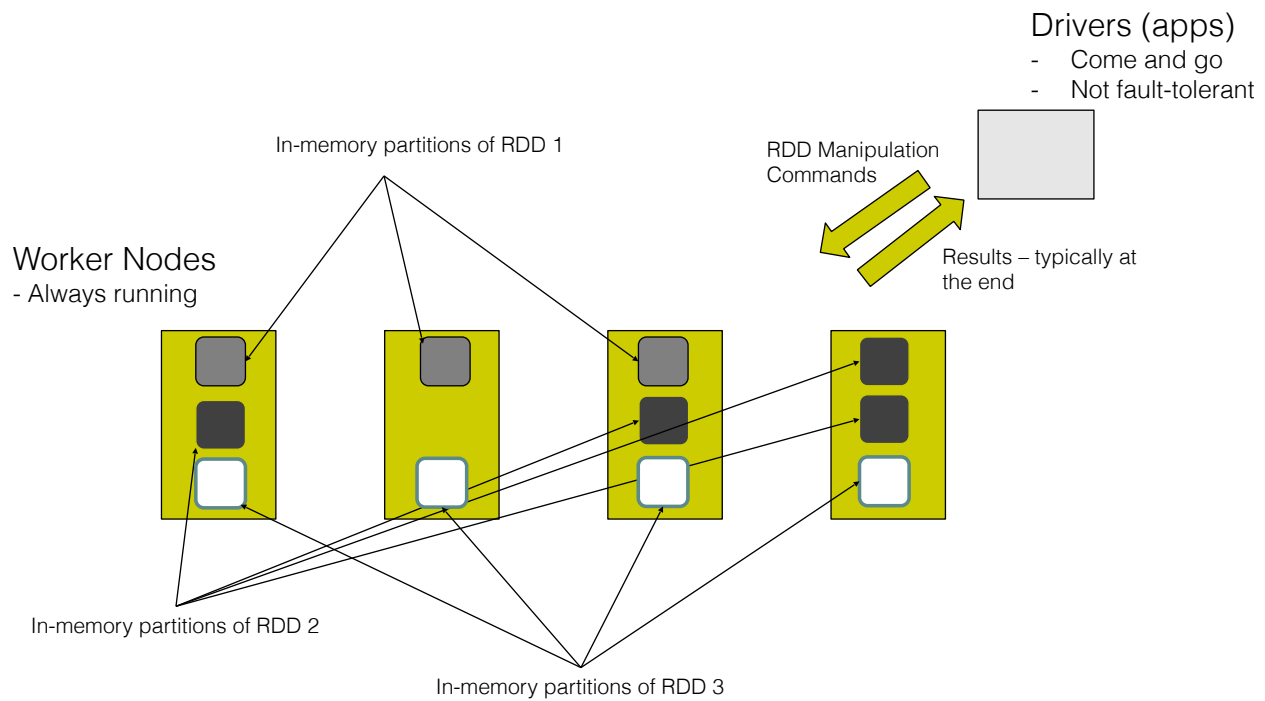 Drivers (apps)
- Come and go
- Not fault-tolerant
In-memory partitions of RDD 1
RDD Manipulation
Commands
Worker Nodes
- Always running
Results – typically at
the end
In-memory partitions of RDD 2
In-memory partitions of RDD 3